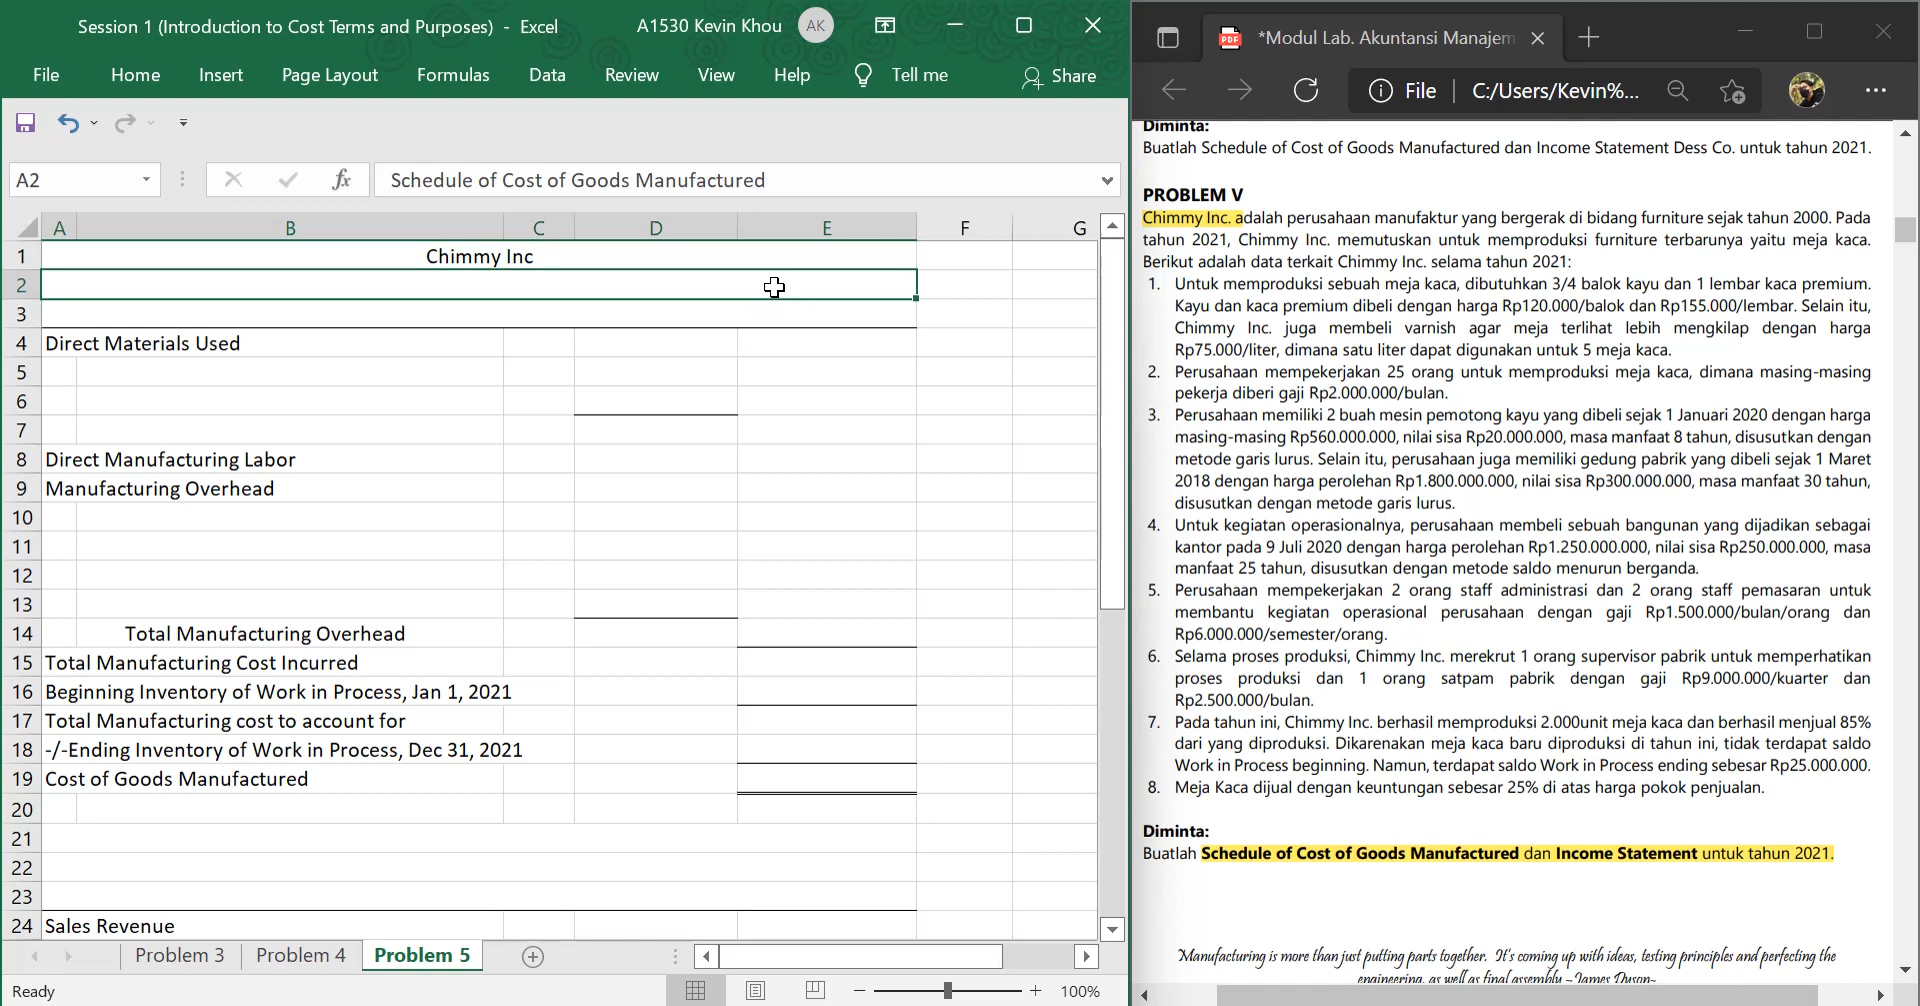 Session 1 (Introduction to Cost Terms and Purposes) - Excel
A1530 Kevin Khou
AK
File
Home
Insert
Page Layout
Formulas
Data
Review
View
Help
Tell me
Share
A2
fx
Schedule of Cost of Goods Manufactured
A
B
C
D
E
F
G
1
Chimmy Inc
2
3
4
Direct Materials Used
5
6
7
8
Direct Manufacturing Labor
9
Manufacturing Overhead
10
11
12
13
14
Total Manufacturing Overhead
15
Total Manufacturing Cost Incurred
16
Beginning Inventory of Work in Process, Jan 1, 2021
17
Total Manufacturing cost to account for
18
-/-Ending Inventory of Work in Process, Dec 31, 2021
19
Cost of Goods Manufactured
20
21
22
23
24
Sales Revenue
Problem 3
Problem 4
Problem 5
Ready
100%
PDF
*Modul Lab. Akuntansi Manajem
File
C:/Users/Kevin%...
Diminta:
Buatlah Schedule of Cost of Goods Manufactured dan Income Statement Dess Co. untuk tahun 2021.
PROBLEM V
Chimmy Inc. adalah perusahaan manufaktur yang bergerak di bidang furniture sejak tahun 2000. Pada
tahun 2021, Chimmy Inc. memutuskan untuk memproduksi furniture terbarunya yaitu meja kaca.
Berikut adalah data terkait Chimmy Inc. selama tahun 2021:
1. Untuk memproduksi sebuah meja kaca, dibutuhkan 3/4 balok kayu dan 1 lembar kaca premium.
Kayu dan kaca premium dibeli dengan harga Rp120.000/balok dan Rp155.000/lembar. Selain itu,
Chimmy Inc. juga membeli varnish agar meja terlihat lebih mengkilap dengan harga
Rp75.000/liter, dimana satu liter dapat digunakan untuk 5 meja kaca.
2. Perusahaan mempekerjakan 25 orang untuk memproduksi meja kaca, dimana masing-masing
pekerja diberi gaji Rp2.000.000/bulan.
3. Perusahaan memiliki 2 buah mesin pemotong kayu yang dibeli sejak 1 Januari 2020 dengan harga
masing-masing Rp560.000.000, nilai sisa Rp20.000.000, masa manfaat 8 tahun, disusutkan dengan
metode garis lurus. Selain itu, perusahaan juga memiliki gedung pabrik yang dibeli sejak 1 Maret
2018 dengan harga perolehan Rp1.800.000.000, nilai sisa Rp300.000.000, masa manfaat 30 tahun,
disusutkan dengan metode garis lurus.
4. Untuk kegiatan operasionalnya, perusahaan membeli sebuah bangunan yang dijadikan sebagai
kantor pada 9 Juli 2020 dengan harga perolehan Rp1.250.000.000, nilai sisa Rp250.000.000, masa
manfaat 25 tahun, disusutkan dengan metode saldo menurun berganda.
5. Perusahaan mempekerjakan 2 orang staff administrasi dan 2 orang staff pemasaran untuk
membantu kegiatan operasional perusahaan dengan gaji Rp1.500.000/bulan/orang dan
Rp6.000.000/semester/orang.
6. Selama proses produksi, Chimmy Inc. merekrut 1 orang supervisor pabrik untuk memperhatikan
proses produksi dan 1 orang satpam pabrik dengan gaji Rp9.000.000/kuarter dan
Rp2.500.000/bulan.
7. Pada tahun ini, Chimmy Inc. berhasil memproduksi 2.000unit meja kaca dan berhasil menjual 85%
dari yang diproduksi. Dikarenakan meja kaca baru diproduksi di tahun ini, tidak terdapat saldo
Work in Process beginning. Namun, terdapat saldo Work in Process ending sebesar Rp25.000.000.
8. Meja Kaca dijual dengan keuntungan sebesar 25% di atas harga pokok penjualan.
Diminta:
Buatlah Schedule of Cost of Goods Manufactured dan Income Statement untuk tahun 2021.
"Manufacturing is more than just putting parts together. It's coming up with ideas, testing principles and perfecting the
engineering, as well as final assembly ~James Dyson~